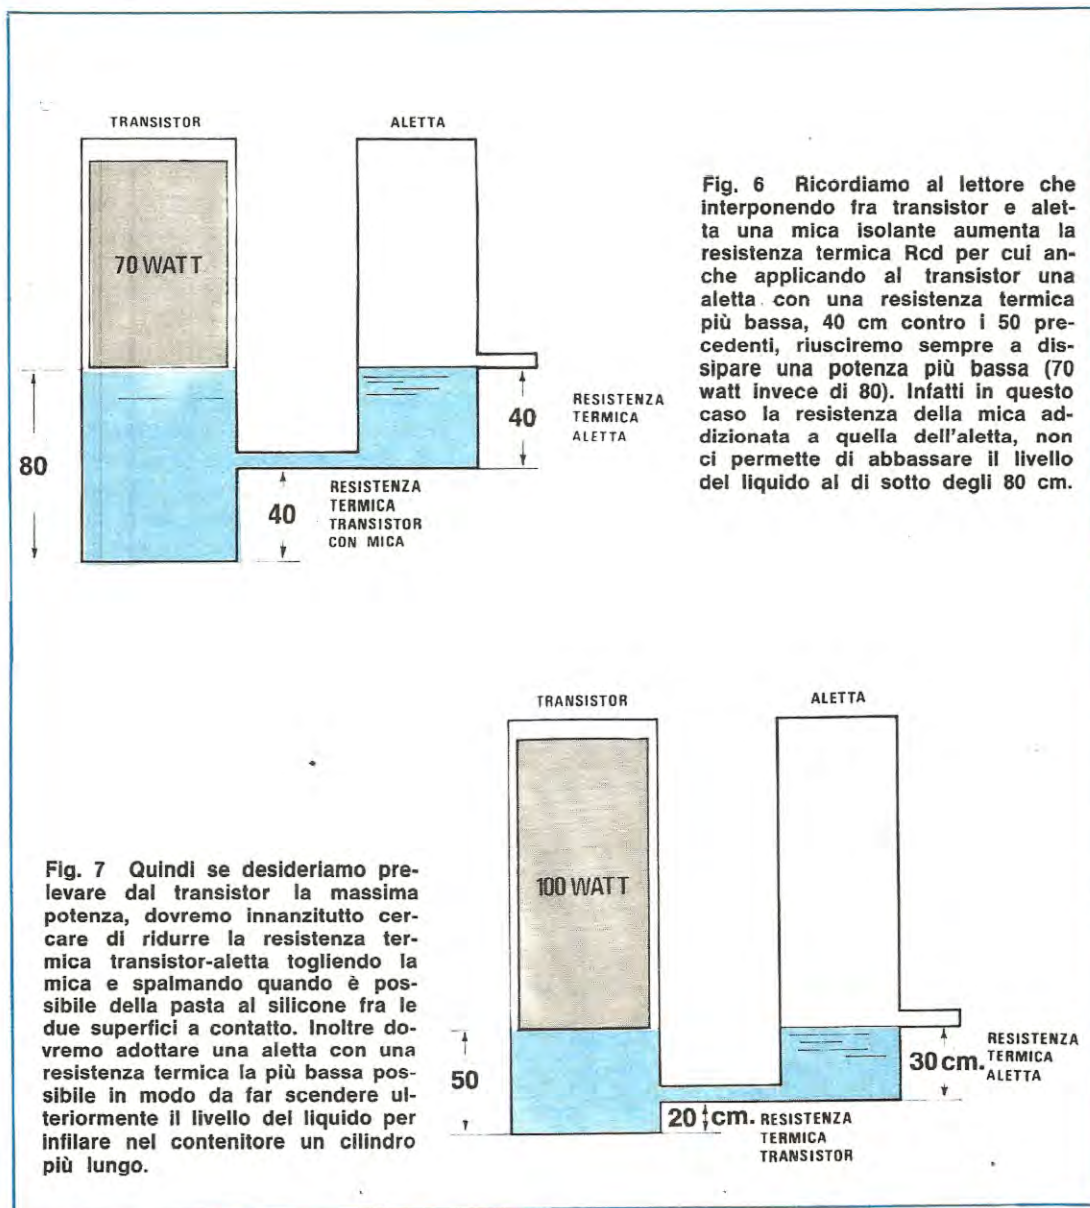 TRANSISTOR
ALETTA
70 WATT
80
40
RESISTENZA
TERMICA
TRANSISTOR
CON MICA
40
RESISTENZA
TERMICA
ALETTA
Fig. 6 Ricordiamo al lettore che
interponendo fra transistor e alet-
ta una mica isolante aumenta la
resistenza termica Rcd per cui an-
che applicando al transistor una
aletta con una resistenza termica
più bassa, 40 cm contro i 50 pre-
cedenti, riusciremo sempre a dis-
sipare una potenza più bassa (70
watt invece di 80). Infatti in questo
caso la resistenza della mica ad-
dizionata a quella dell'aletta, non
ci permette di abbassare il livello
del liquido al di sotto degli 80 cm.
Fig. 7 Quindi se desideriamo pre-
levare dal transistor la massima
potenza, dovremo innanzitutto cer-
care di ridurre la resistenza ter-
mica transistor-aletta togliendo la
mica e spalmando quando è pos-
sibile della pasta al silicone fra le
due superfici a contatto. Inoltre do-
vremo adottare una aletta con una
resistenza termica la più bassa pos-
sibile in modo da far scendere ul-
teriormente il livello del liquido per
infilare nel contenitore un cilindro
più lungo.
TRANSISTOR
ALETTA
100 WATT
50
20 cm.
RESISTENZA
TERMICA
TRANSISTOR
30 cm.
RESISTENZA
TERMICA
ALETTA